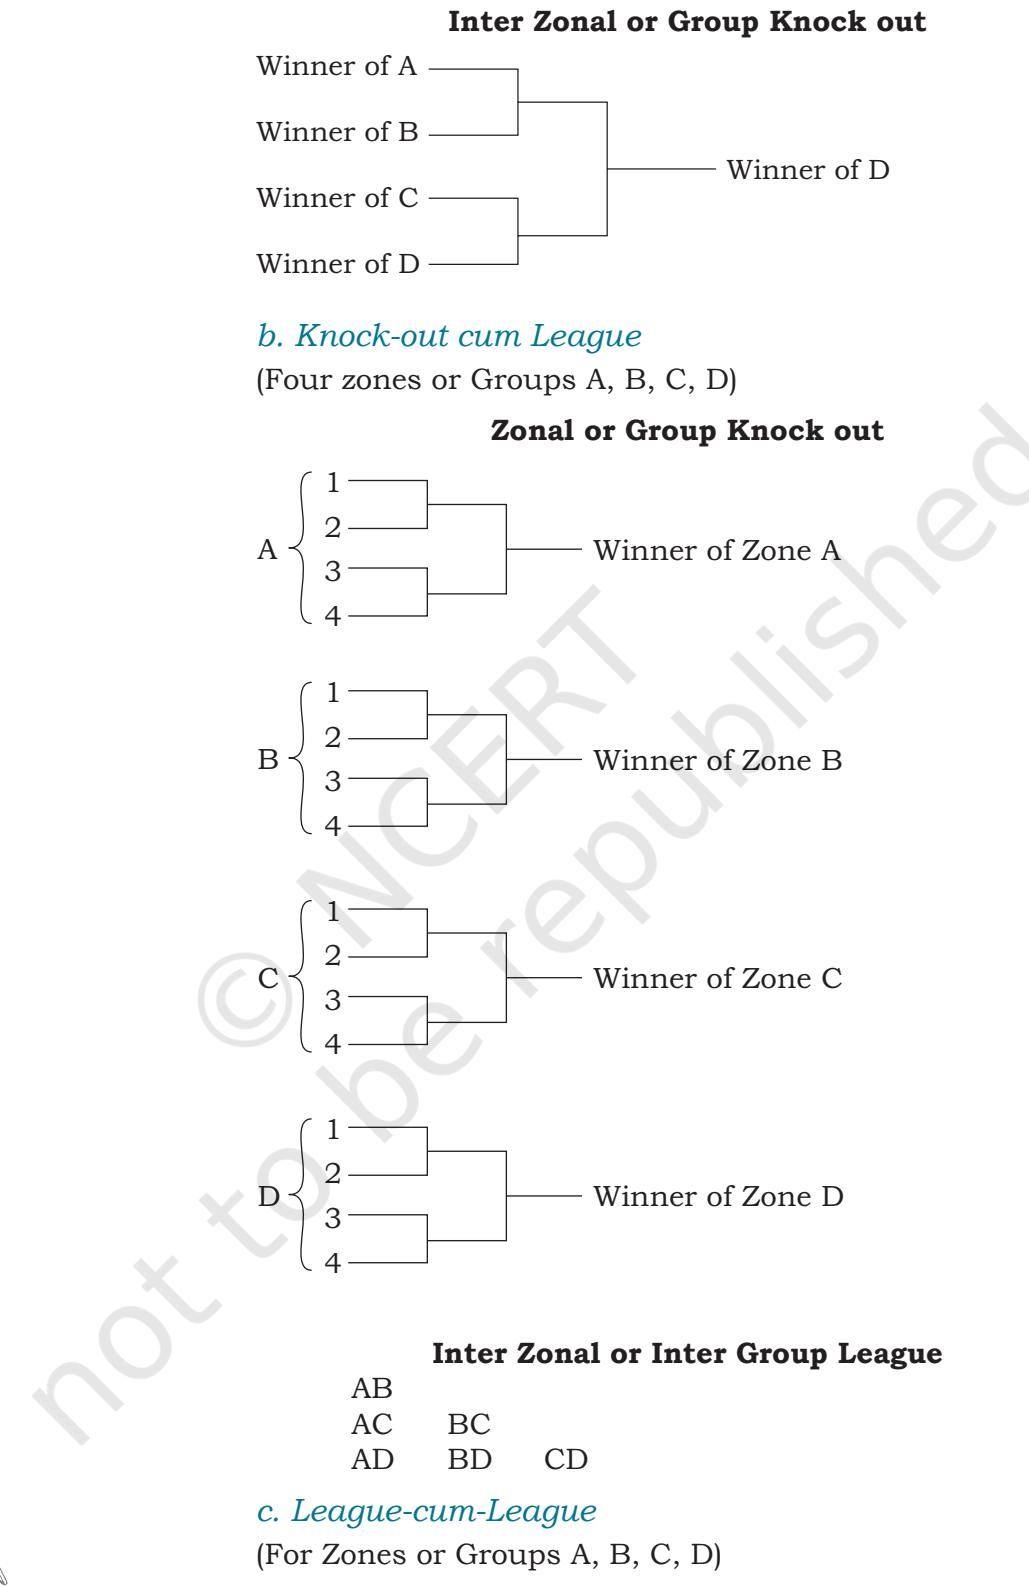 Inter Zonal or Group Knock out
Winner of A
Winner of B
Winner of D
Winner of C
Winner of D
b. Knock-out cum League
(Four zones or Groups A, B, C, D)
Zonal or Group Knock out
1
2
A
Winner of Zone A
3
4
1
2
B
Winner of Zone B
3
4
1
2
C
Winner of Zone C
3
4
1
2
D
Winner of Zone D
3
4
Inter Zonal or Inter Group League
AB
AC BC
AD BD CD
c. League-cum-League
(For Zones or Groups A, B, C, D)
© NCERT
not to be republished